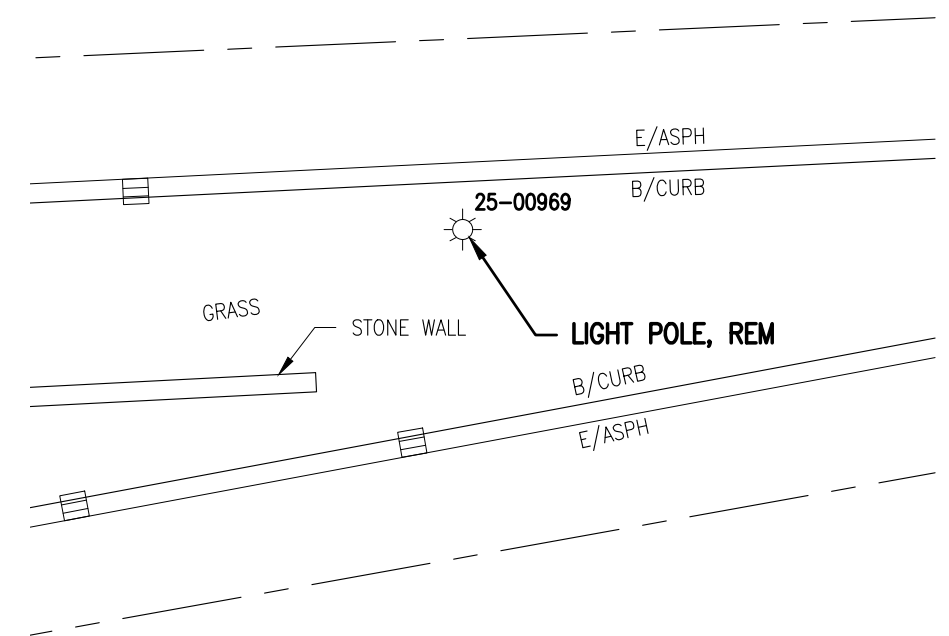 E/ASPH
B/CURB
25-00969
GRASS
STONE WALL
LIGHT POLE, REM
B/CURB
E/ASPH